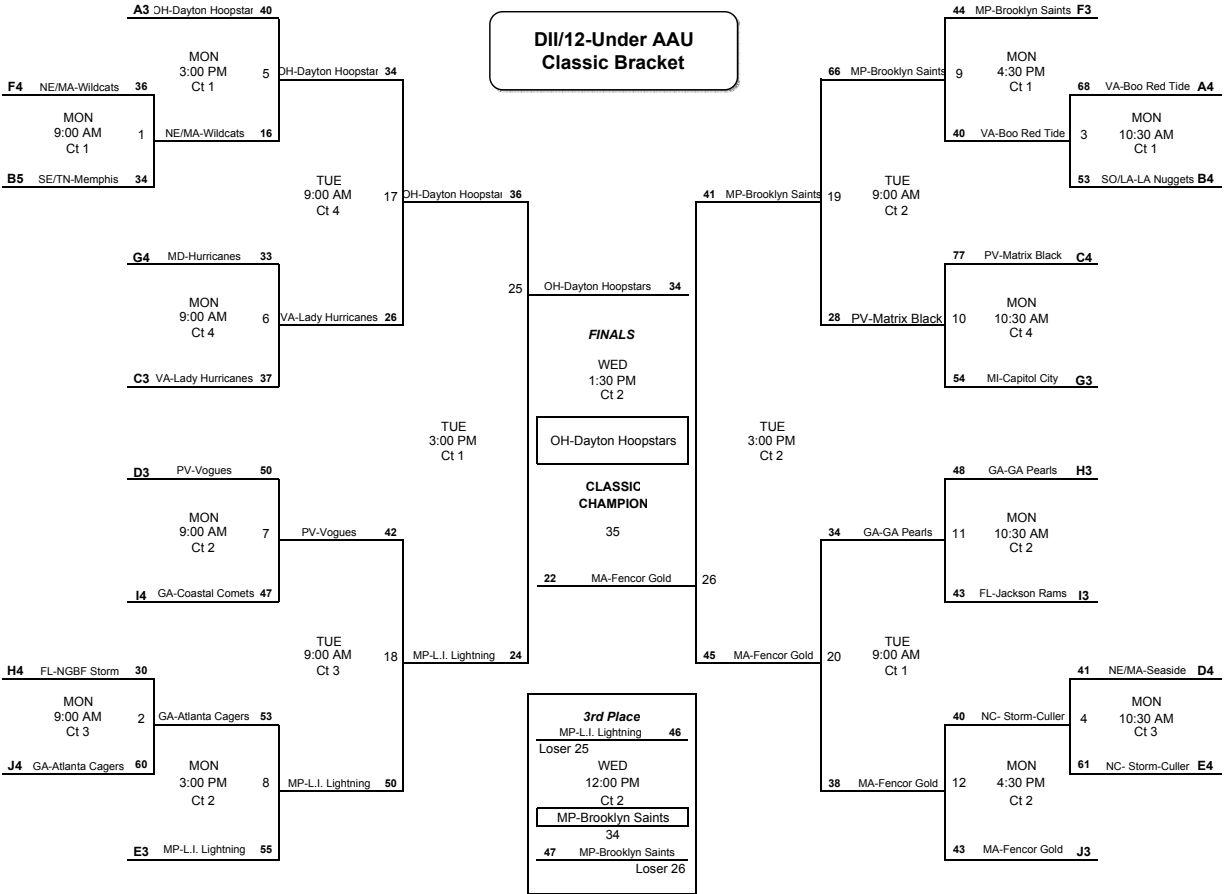 DII/12-Under AAU
Classic Bracket
A3 OH-Dayton Hoopstar 40
MON
3:00 PM
Ct 1
5
OH-Dayton Hoopstar 34
F4 NE/MA-Wildcats 36
MON
9:00 AM
Ct 1
1
NE/MA-Wildcats 16
B5 SE/TN-Memphis 34
TUE
9:00 AM
Ct 4
17
OH-Dayton Hoopstar 36
G4 MD-Hurricanes 33
MON
9:00 AM
Ct 4
6
VA-Lady Hurricanes 26
C3 VA-Lady Hurricanes 37
TUE
3:00 PM
Ct 1
25
D3 PV-Vogues 50
MON
9:00 AM
Ct 2
7
PV-Vogues 42
I4 GA-Coastal Comets 47
TUE
9:00 AM
Ct 3
18
MP-L.I. Lightning 24
H4 FL-NGBF Storm 30
MON
9:00 AM
Ct 3
2
GA-Atlanta Cagers 53
J4 GA-Atlanta Cagers 60
MON
3:00 PM
Ct 2
8
MP-L.I. Lightning 50
E3 MP-L.I. Lightning 55
OH-Dayton Hoopstars 34
FINALS
WED
1:30 PM
Ct 2
OH-Dayton Hoopstars
CLASSIC
CHAMPION
35
22 MA-Fencor Gold
26
3rd Place
MP-L.I. Lightning 46
Loser 25
WED
12:00 PM
Ct 2
MP-Brooklyn Saints
34
47 MP-Brooklyn Saints
Loser 26
44 MP-Brooklyn Saints F3
MON
4:30 PM
Ct 1
9
66 MP-Brooklyn Saints
68 VA-Boo Red Tide A4
MON
10:30 AM
Ct 1
3
40 VA-Boo Red Tide
53 SO/LA-LA Nuggets B4
TUE
9:00 AM
Ct 2
19
41 MP-Brooklyn Saints
77 PV-Matrix Black C4
MON
10:30 AM
Ct 4
10
28 PV-Matrix Black
54 MI-Capitol City G3
TUE
3:00 PM
Ct 2
48 GA-GA Pearls H3
MON
10:30 AM
Ct 2
11
34 GA-GA Pearls
43 FL-Jackson Rams I3
TUE
9:00 AM
Ct 1
20
45 MA-Fencor Gold
41 NE/MA-Seaside D4
MON
10:30 AM
Ct 3
4
40 NC- Storm-Culler
61 NC- Storm-Culler E4
MON
4:30 PM
Ct 2
12
38 MA-Fencor Gold
43 MA-Fencor Gold J3